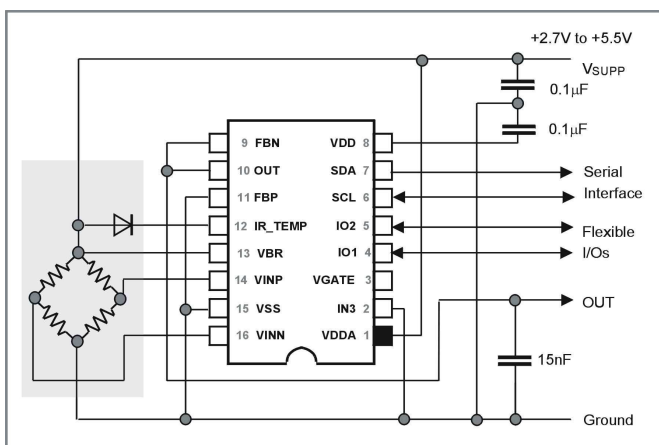 +2.7V to +5.5V
VSUPP
0.1µF
0.1µF
9 FBN VDD 8
10 OUT SDA 7
11 FBP SCL 6
12 IR_TEMP IO2 5
13 VBR IO1 4
14 VINP VGATE 3
15 VSS IN3 2
16 VINN VDDA 1
Serial
Interface
Flexible
I/Os
OUT
15nF
Ground